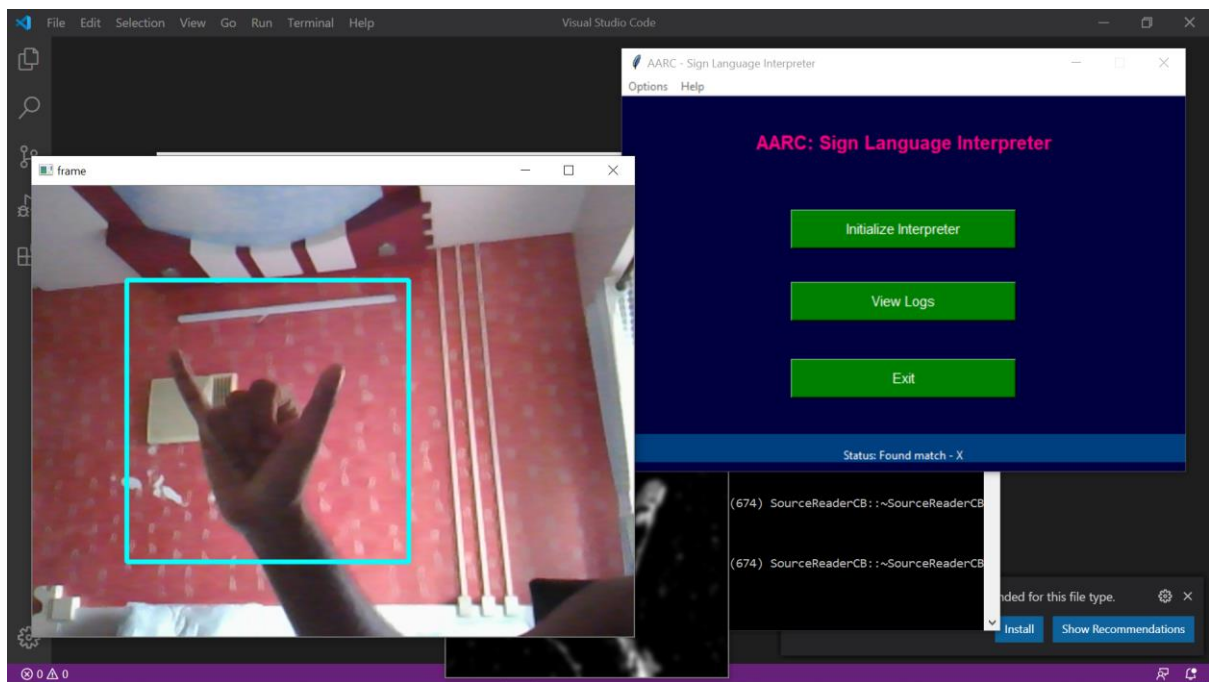 File Edit Selection View Go Run Terminal Help
Visual Studio Code
AARC - Sign Language Interpreter
Options Help
AARC: Sign Language Interpreter
frame
Initialize Interpreter
View Logs
Exit
Status: Found match - X
(674) SourceReaderCB::~SourceReaderCB
(674) SourceReaderCB::~SourceReaderCB
for this file type.
Install
Show Recommendations
0 0